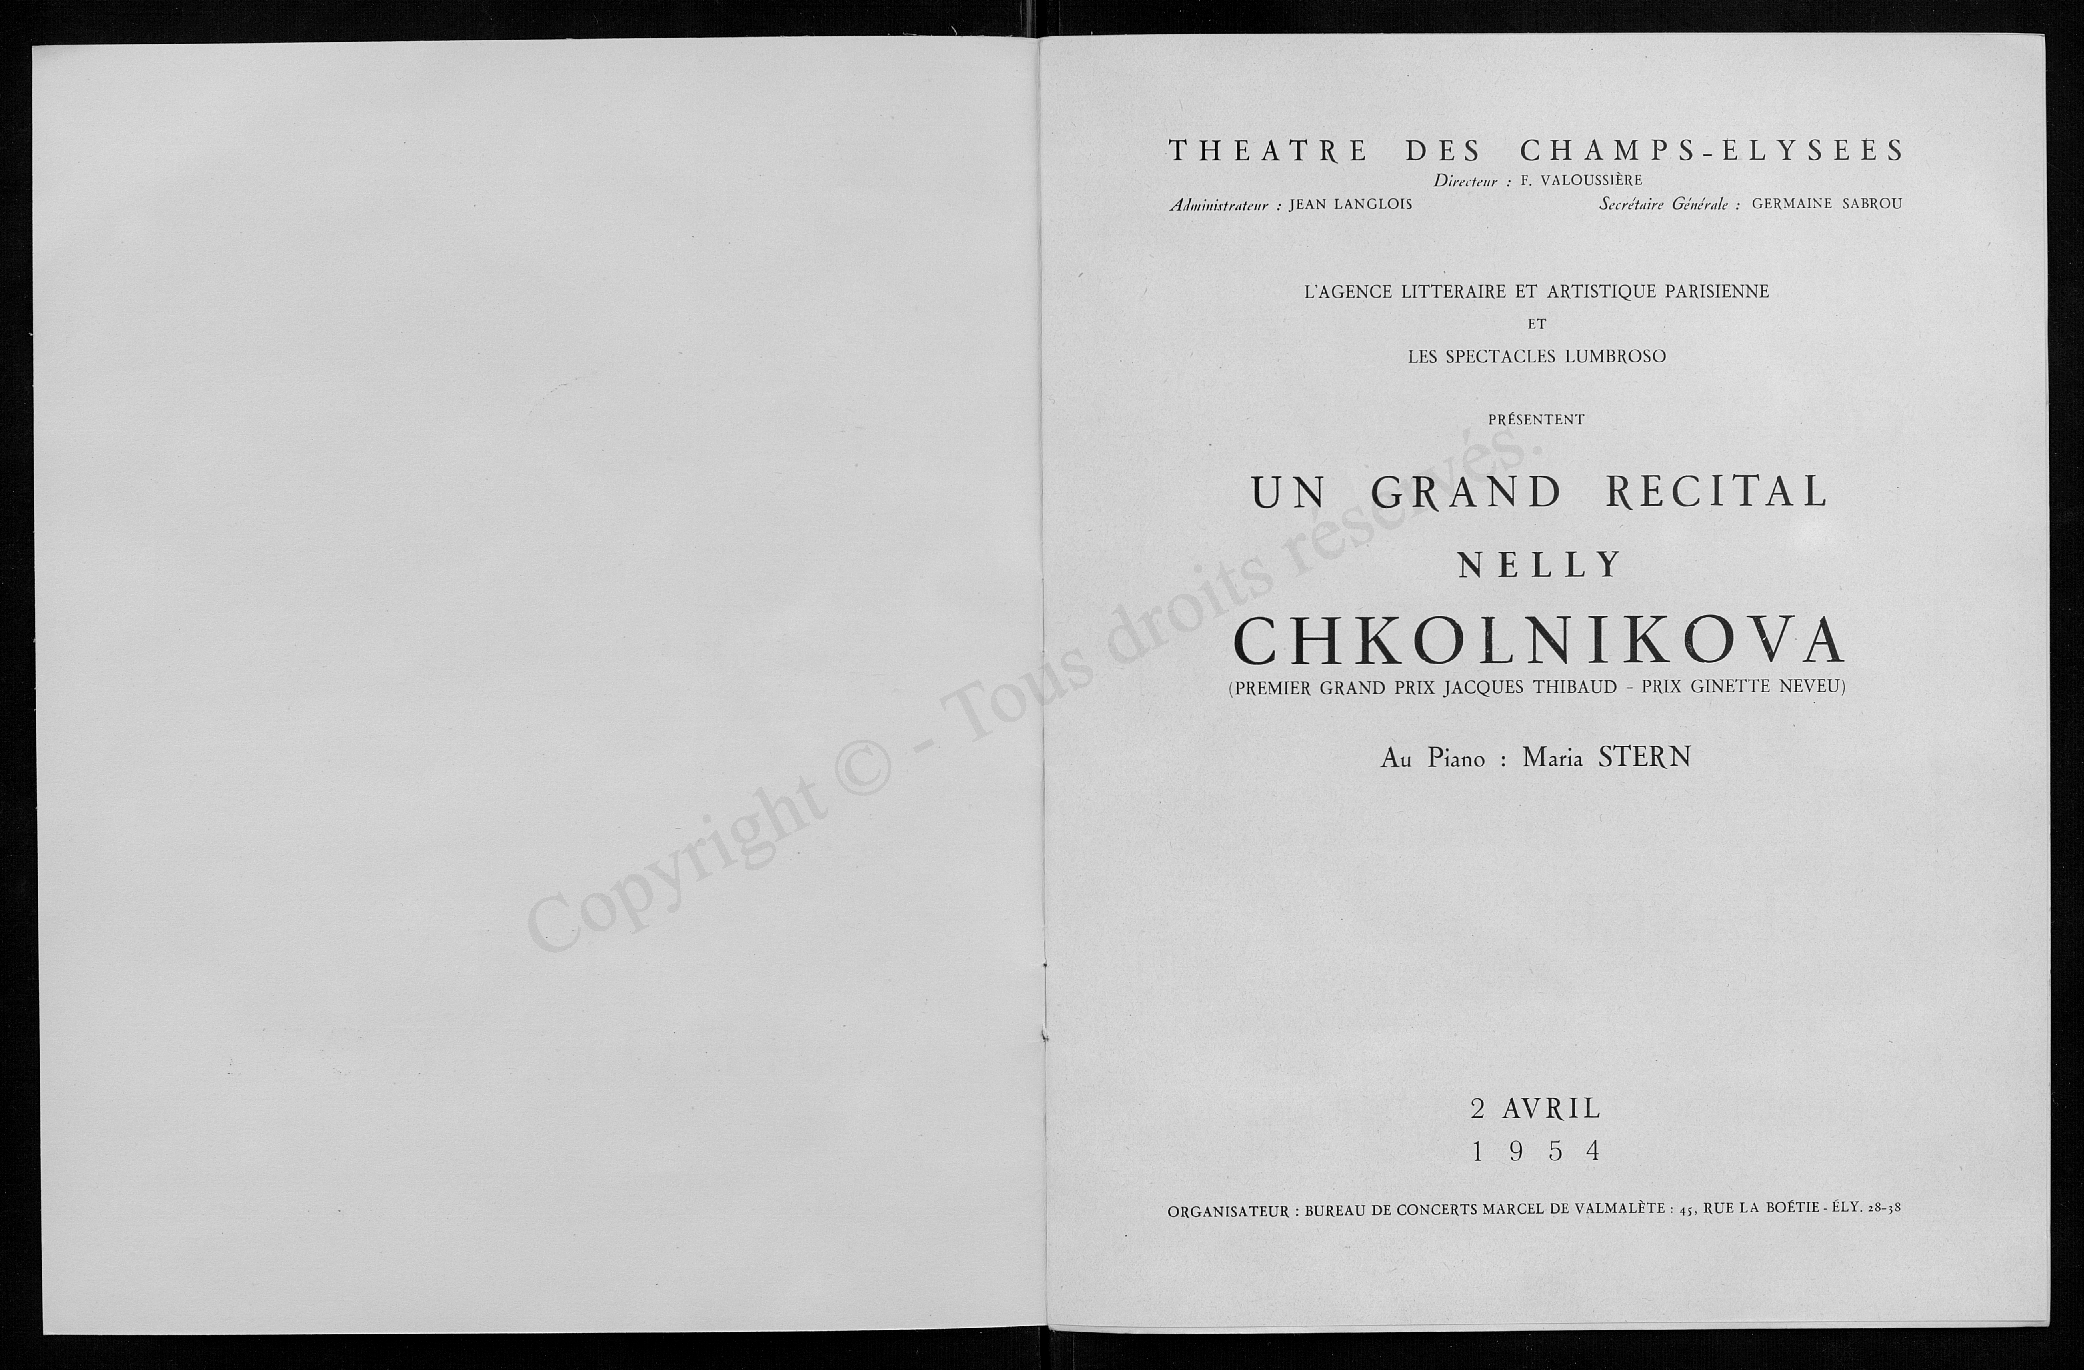 THEATRE DES CHAMPS-ELYSEES
Directeur : F. VALOUSSIÈRE
Administrateur : JEAN LANGLOIS Secrétaire Générale : GERMAINE SABROU
L'AGENCE LITTERAIRE ET ARTISTIQUE PARISIENNE
ET
LES SPECTACLES LUMBROSO
PRÉSENTENT
UN GRAND RECITAL
NELLY
CHKOLNIKOVA
(PREMIER GRAND PRIX JACQUES THIBAUD - PRIX GINETTE NEVEU)
Au Piano : Maria STERN
2 AVRIL
1954
ORGANISATEUR : BUREAU DE CONCERTS MARCEL DE VALMALÈTE : 45, RUE LA BOÉTIE - ÉLY. 28-38
Copyright © - Tous droits réservés.